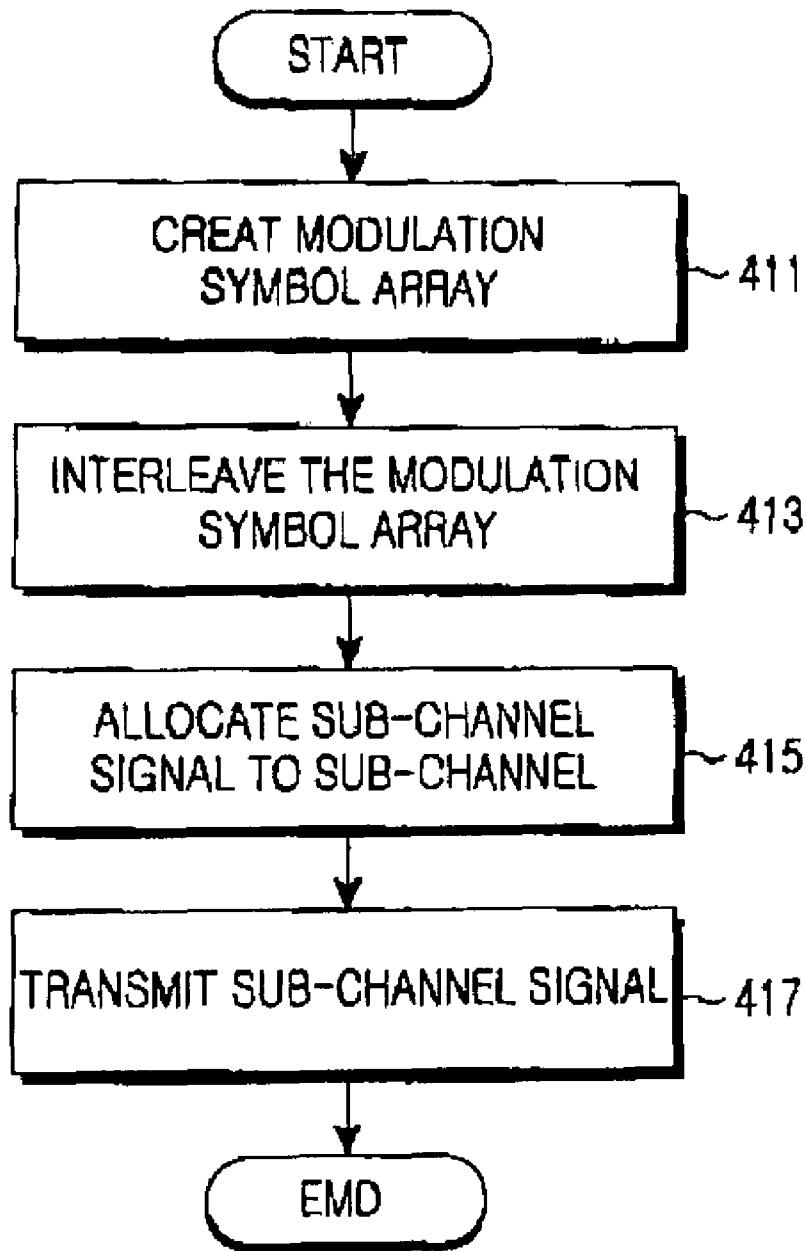 START
CREAT MODULATION
SYMBOL ARRAY
411
INTERLEAVE THE MODULATION
SYMBOL ARRAY
413
ALLOCATE SUB-CHANNEL
SIGNAL TO SUB-CHANNEL
415
TRANSMIT SUB-CHANNEL SIGNAL
417
EMD